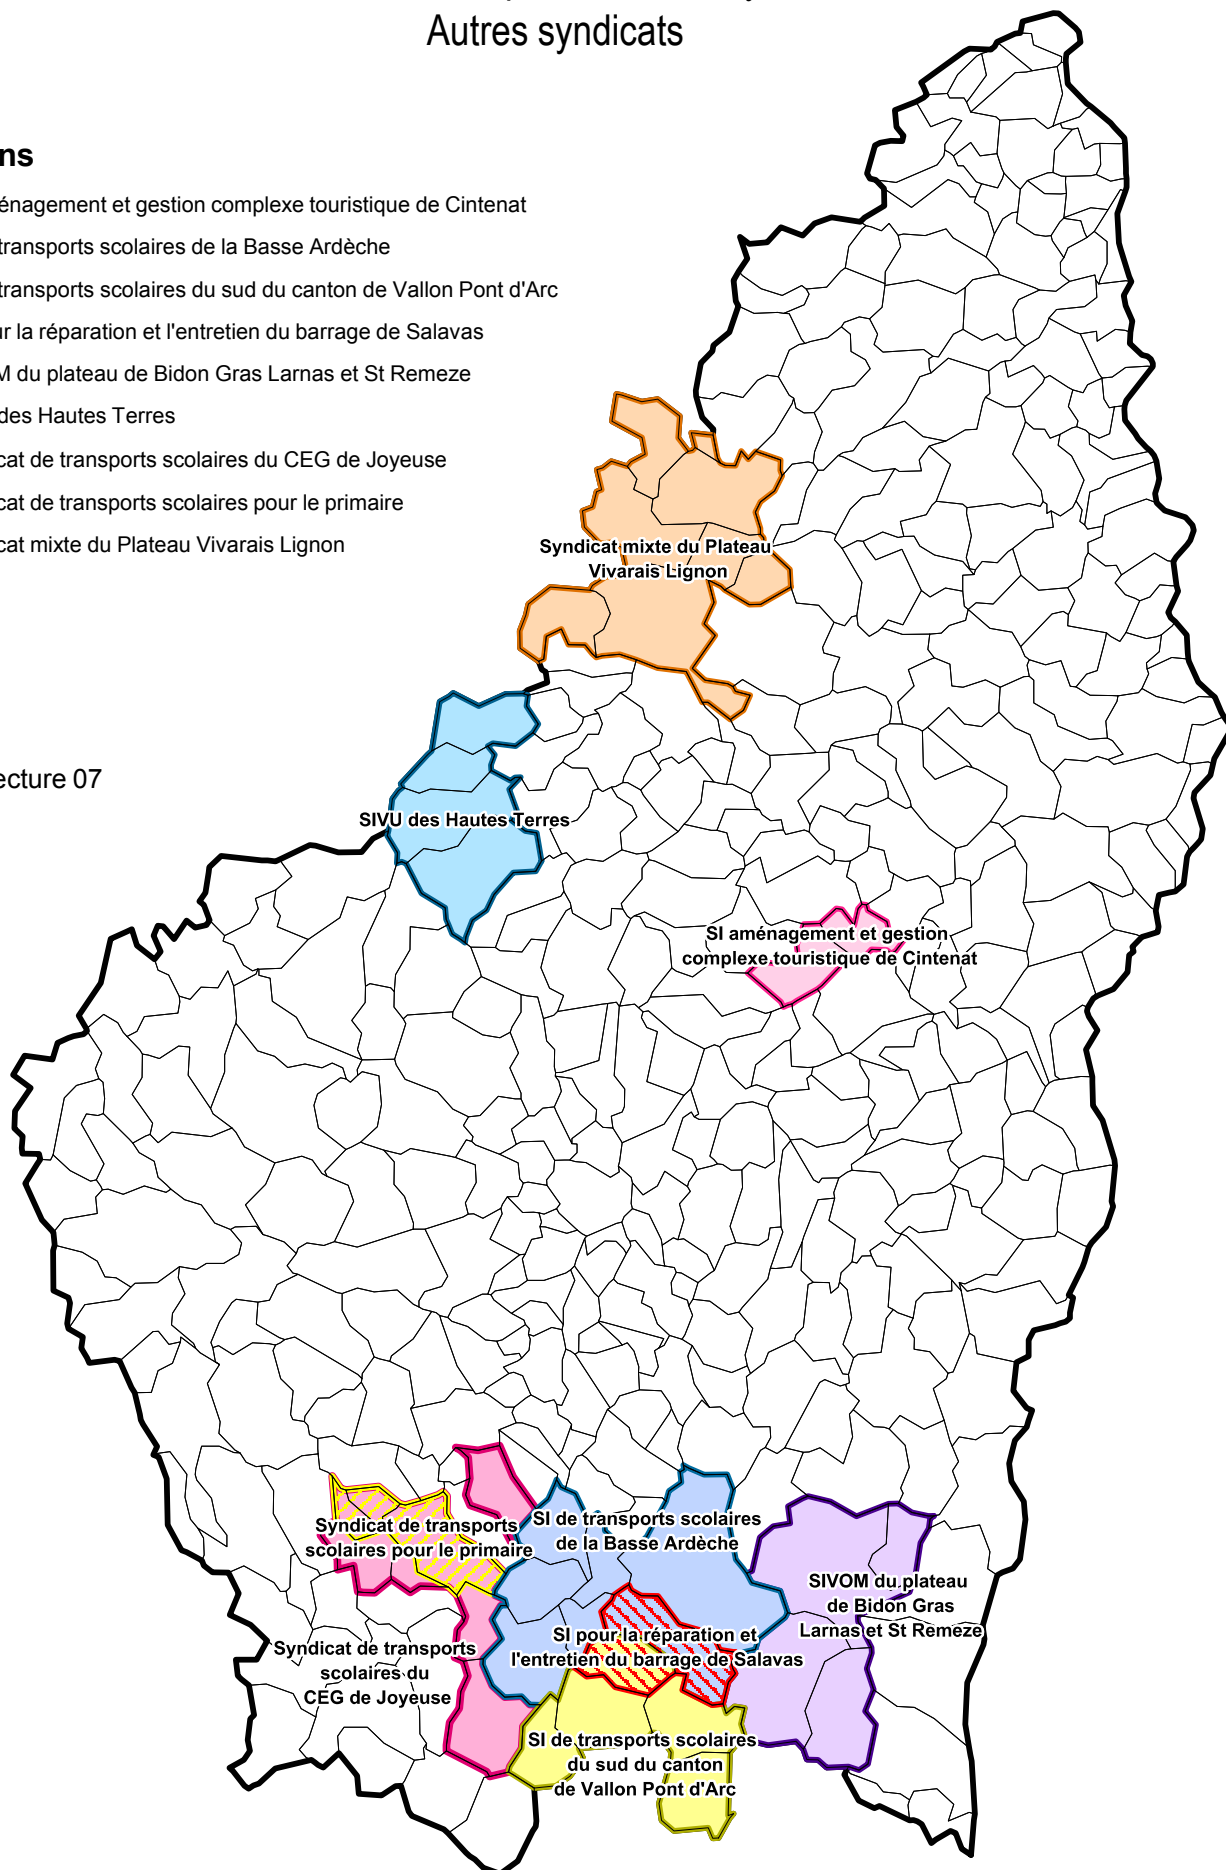 Autres syndicats
ns
énagement et gestion complexe touristique de Cintenat
transports scolaires de la Basse Ardèche
transports scolaires du sud du canton de Vallon Pont d'Arc
ur la réparation et l'entretien du barrage de Salavas
M du plateau de Bidon Gras Larnas et St Remeze
des Hautes Terres
cat de transports scolaires du CEG de Joyeuse
cat de transports scolaires pour le primaire
cat mixte du Plateau Vivarais Lignon
Syndicat mixte du Plateau
Vivarais Lignon
ecture 07
SIVU des Hautes Terres
SI aménagement et gestion
complexe touristique de Cintenat
Syndicat de transports
scolaires pour le primaire
SI de transports scolaires
de la Basse Ardèche
SIVOM du plateau
de Bidon Gras
Larnas et St Remeze
SI pour la réparation et
l'entretien du barrage de Salavas
Syndicat de transports
scolaires du
CEG de Joyeuse
SI de transports scolaires
du sud du canton
de Vallon Pont d'Arc